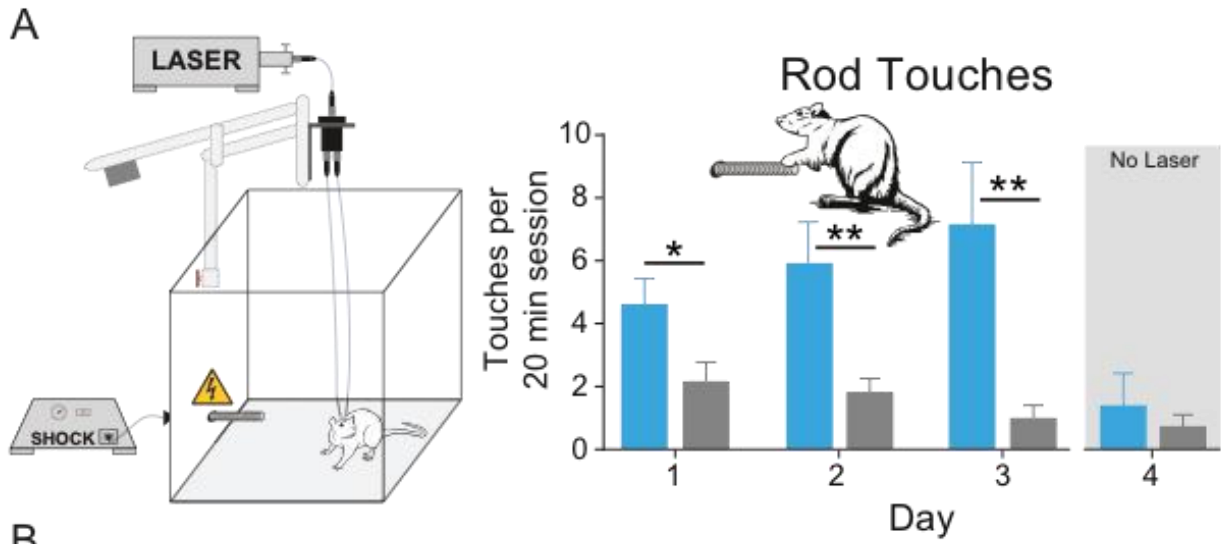 A
LASER
SHOCK
Rod Touches
Touches per
20 min session
10
8
6
4
2
0
*
**
**
No Laser
1
2
3
4
Day
B